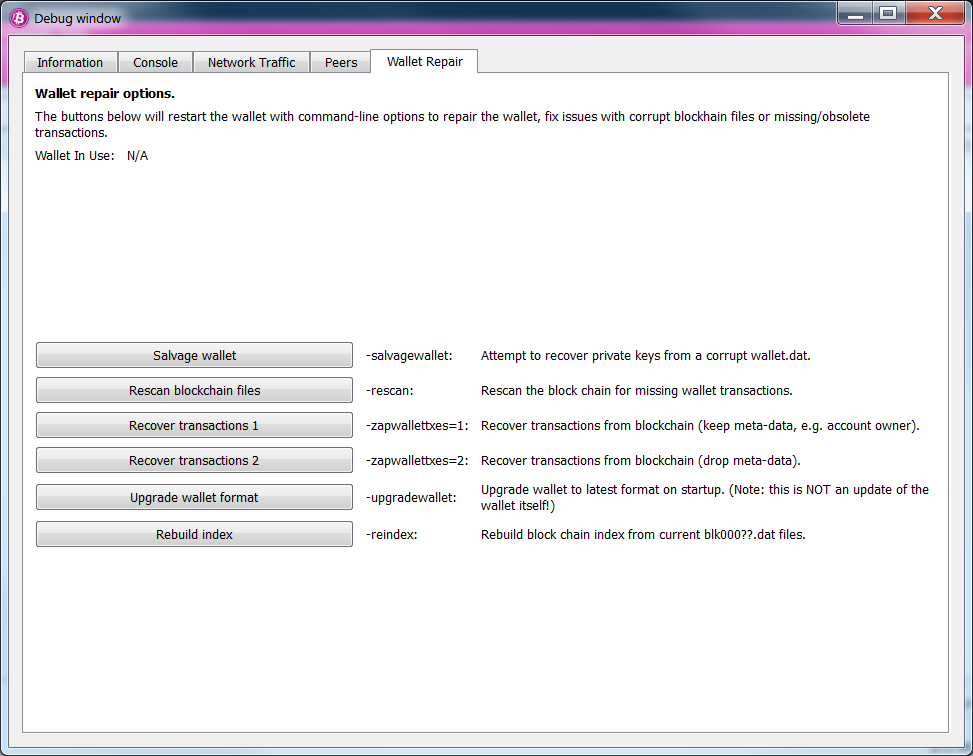 Debug window
Information Console Network Traffic Peers Wallet Repair
Wallet repair options.
The buttons below will restart the wallet with command-line options to repair the wallet, fix issues with corrupt blockhain files or missing/obsolete
transactions.
Wallet In Use: N/A
Salvage wallet -salvagewallet: Attempt to recover private keys from a corrupt wallet.dat.
Rescan blockchain files -rescan: Rescan the block chain for missing wallet transactions.
Recover transactions 1 -zapwallettxes=1: Recover transactions from blockchain (keep meta-data, e.g. account owner).
Recover transactions 2 -zapwallettxes=2: Recover transactions from blockchain (drop meta-data).
Upgrade wallet format -upgradewallet: Upgrade wallet to latest format on startup. (Note: this is NOT an update of the
wallet itself!)
Rebuild index -reindex: Rebuild block chain index from current blk000??.dat files.